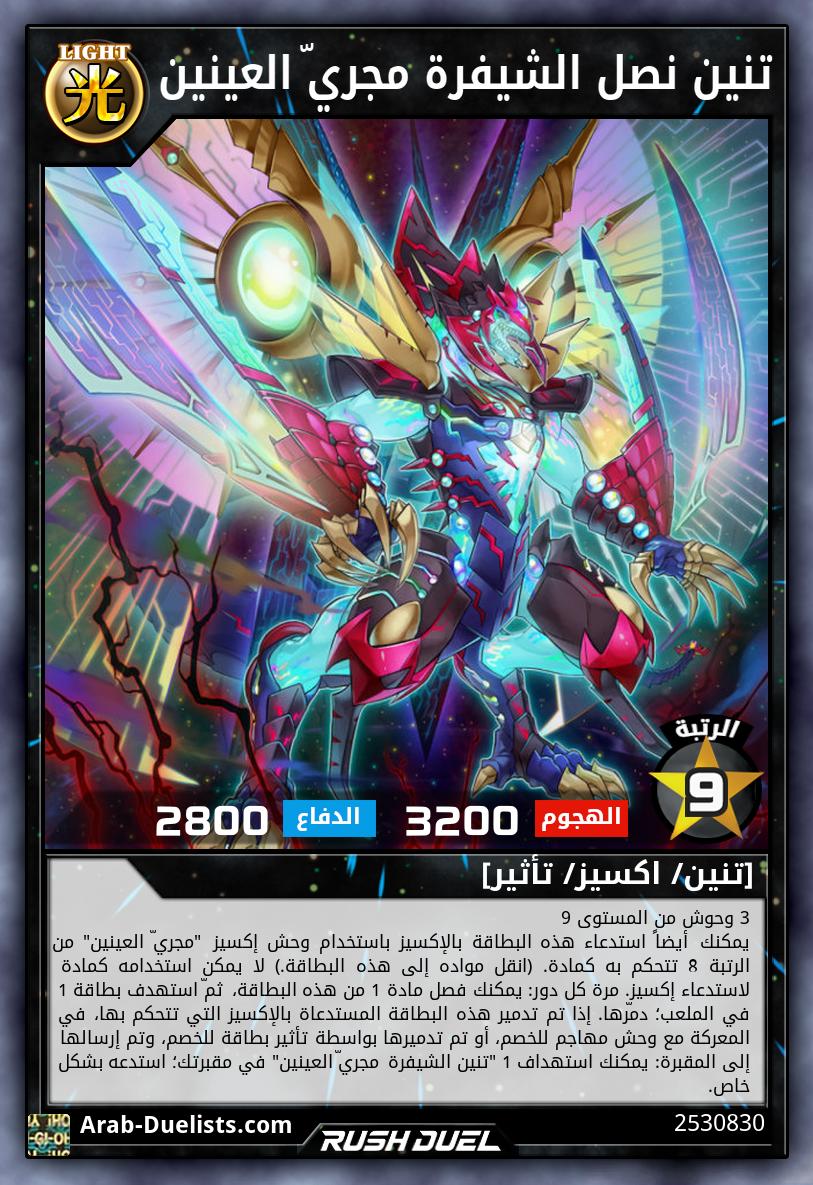 LIGHT
光
تنين نصل الشيفرة مجريّ العينين
الرتبة
9
الهجوم 3200 الدفاع 2800
[تنين/ اكسيز/ تأثير]
3 وحوش من المستوى 9
يمكنك أيضاً استدعاء هذه البطاقة بالإكسيز باستخدام وحش إكسيز "مجريّ العينين" من
الرتبة 8 تتحكم به كمادة. (انقل مواده إلى هذه البطاقة.) لا يمكن استخدامه كمادة
لاستدعاء إكسيز. مرة كل دور: يمكنك فصل مادة 1 من هذه البطاقة، ثمّ استهدف بطاقة 1
في الملعب؛ دمّرها. إذا تم تدمير هذه البطاقة المستدعاة بالإكسيز التي تتحكم بها، في
المعركة مع وحش مهاجم للخصم، أو تم تدميرها بواسطة تأثير بطاقة للخصم، وتم إرسالها
إلى المقبرة: يمكنك استهداف 1 "تنين الشيفرة مجريّ العينين" في مقبرتك؛ استدعه بشكل
خاص.
Arab-Duelists.com
RUSH DUEL
2530830